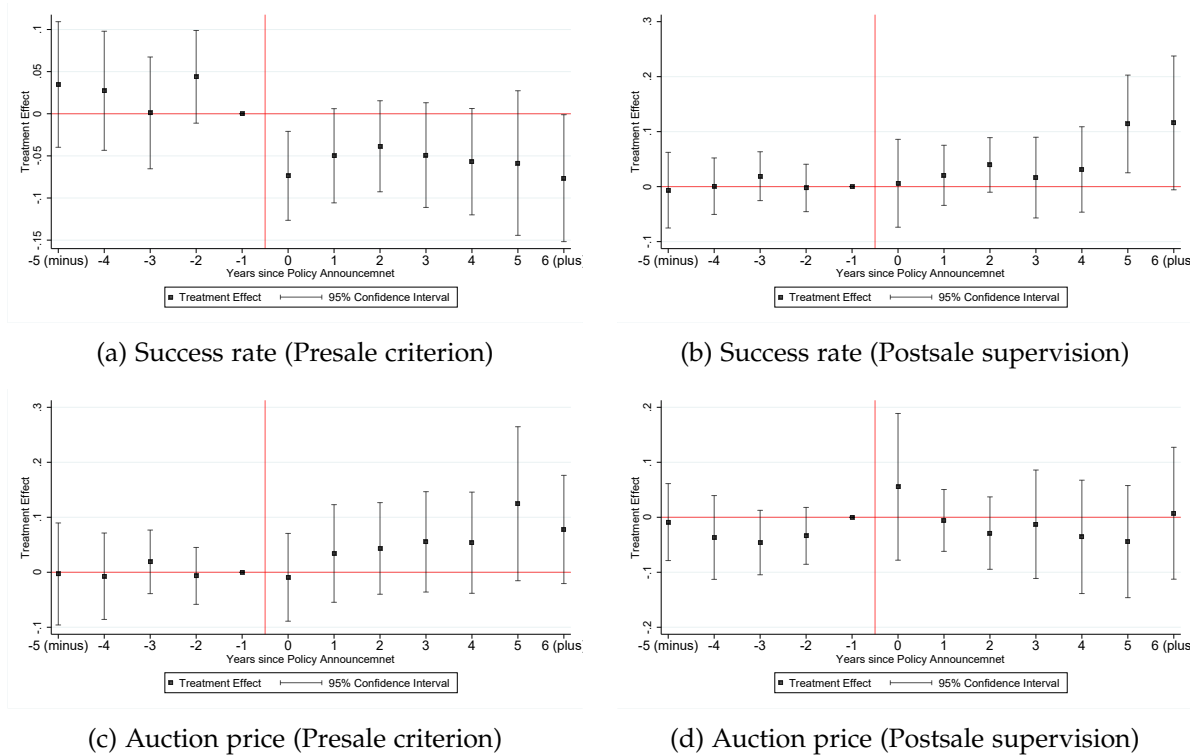 Treatment Effect
.1
.05
0
-.05
-.1
-.15
-5 (minus) -4 -3 -2 -1 0 1 2 3 4 5 6 (plus)
Years since Policy Announcemnet
Treatment Effect 95% Confidence Interval
(a) Success rate (Presale criterion)
Treatment Effect
.3
.2
.1
0
-.1
-5 (minus) -4 -3 -2 -1 0 1 2 3 4 5 6 (plus)
Years since Policy Announcemnet
Treatment Effect 95% Confidence Interval
(b) Success rate (Postsale supervision)
Treatment Effect
.3
.2
.1
0
-.1
-5 (minus) -4 -3 -2 -1 0 1 2 3 4 5 6 (plus)
Years since Policy Announcemnet
Treatment Effect 95% Confidence Interval
(c) Auction price (Presale criterion)
Treatment Effect
.2
.1
0
-.1
-.2
-5 (minus) -4 -3 -2 -1 0 1 2 3 4 5 6 (plus)
Years since Policy Announcemnet
Treatment Effect 95% Confidence Interval
(d) Auction price (Postsale supervision)